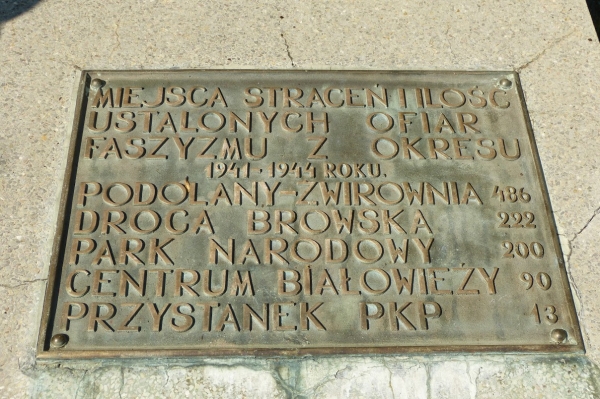 MIEJSCA STRACEŃ I ILOŚĆ
USTALONYCH OFIAR
FASZYZMU Z OKRESU
1941-1944 ROKU.
PODOLANY-ŻWIROWNIA 486
DROGA BROWSKA 222
PARK NARODOWY 200
CENTRUM BIAŁOWIEŻY 90
PRZYSTANEK PKP 13